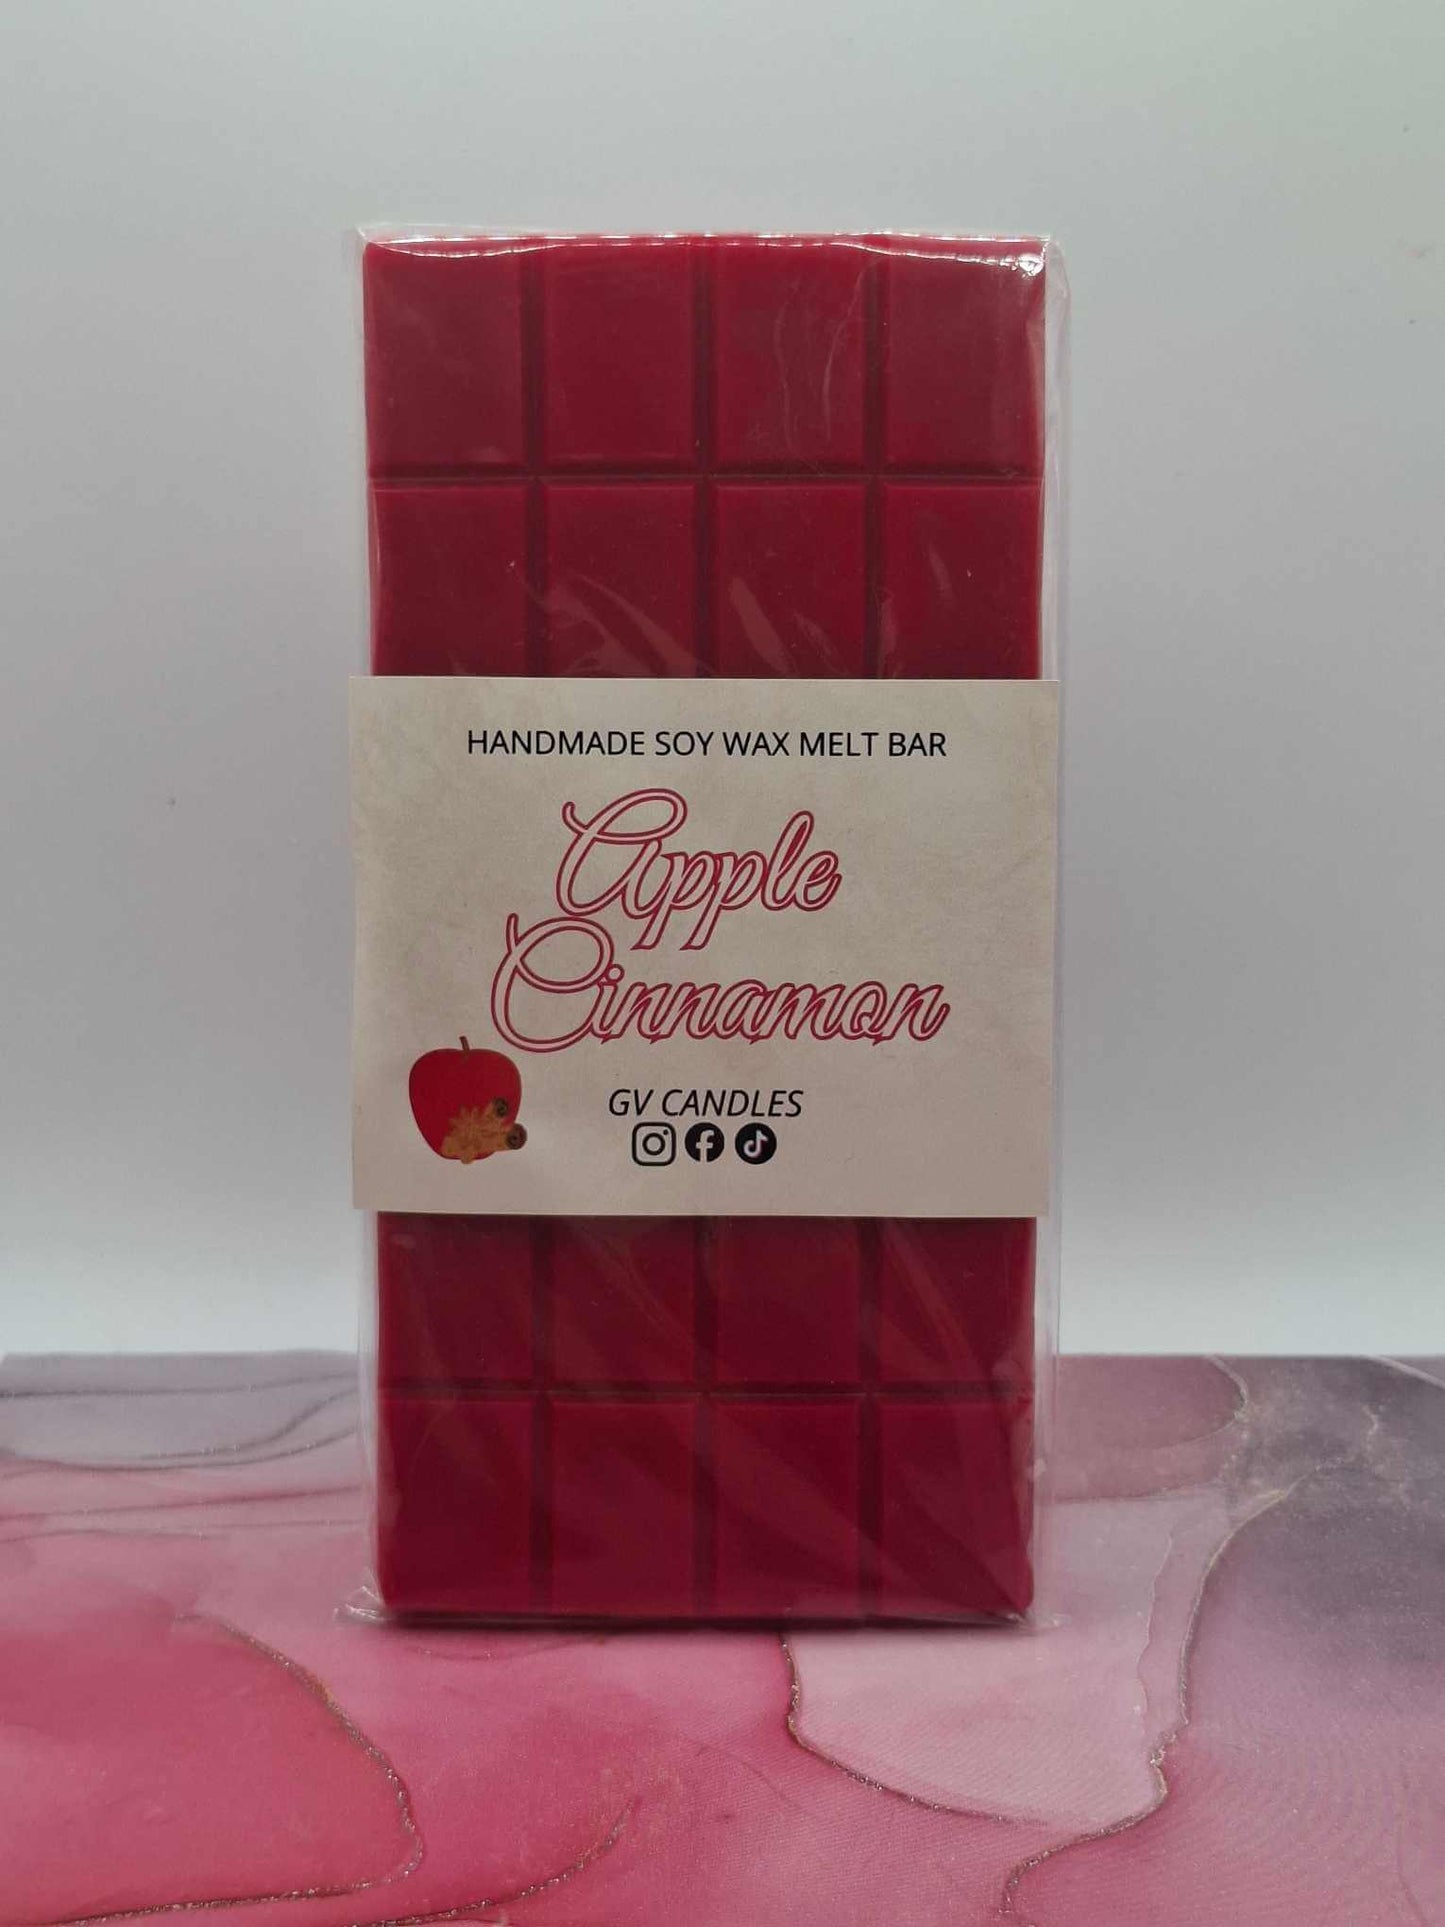 HANDMADE SOY WAX MELT BAR
Apple
Cinnamon
GV CANDLES